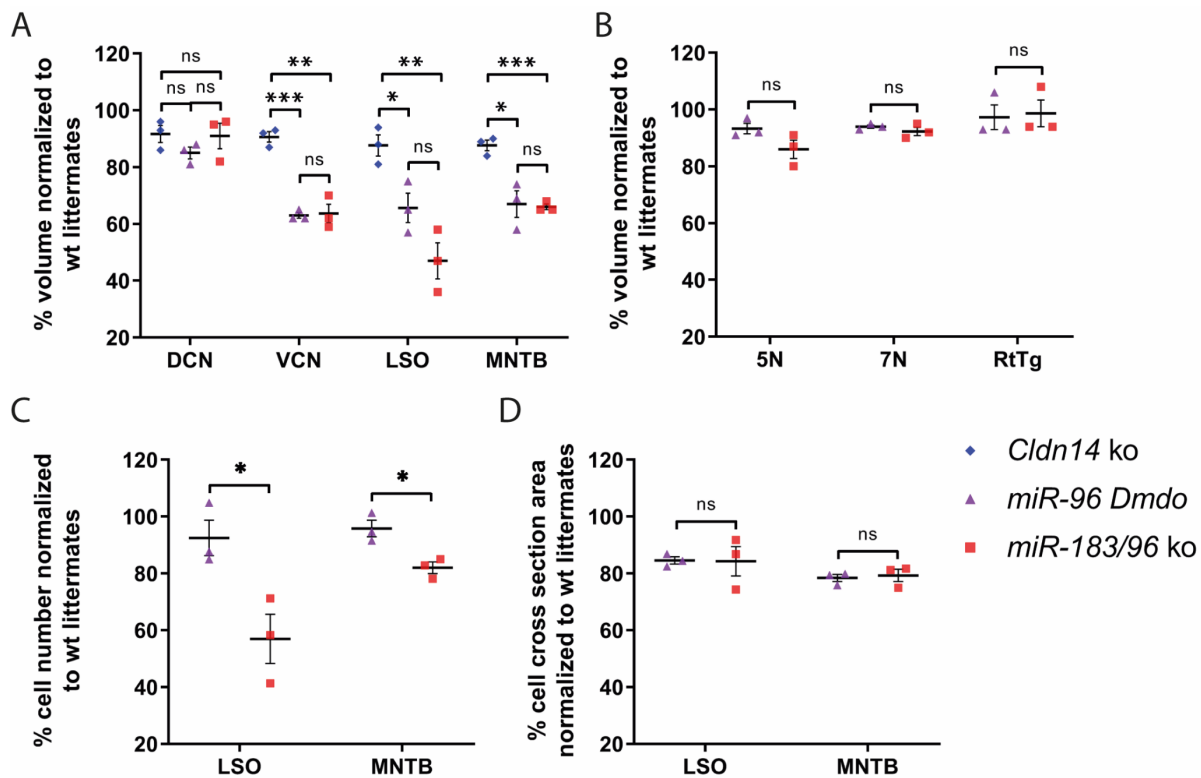 A
% volume normalized to
wt littermates
120
100
80
60
40
20
ns
ns
ns
**
***
ns
**
*
ns
***
*
ns
DCN
VCN
LSO
MNTB
B
% volume normalized to
wt littermates
120
100
80
60
40
20
ns
ns
ns
5N
7N
RtTg
C
% cell number normalized
to wt littermates
120
100
80
60
40
20
*
*
LSO
MNTB
D
% cell cross section area
normalized to wt littermates
120
100
80
60
40
20
ns
ns
LSO
MNTB
Cldn14 ko
miR-96 Dmdo
miR-183/96 ko